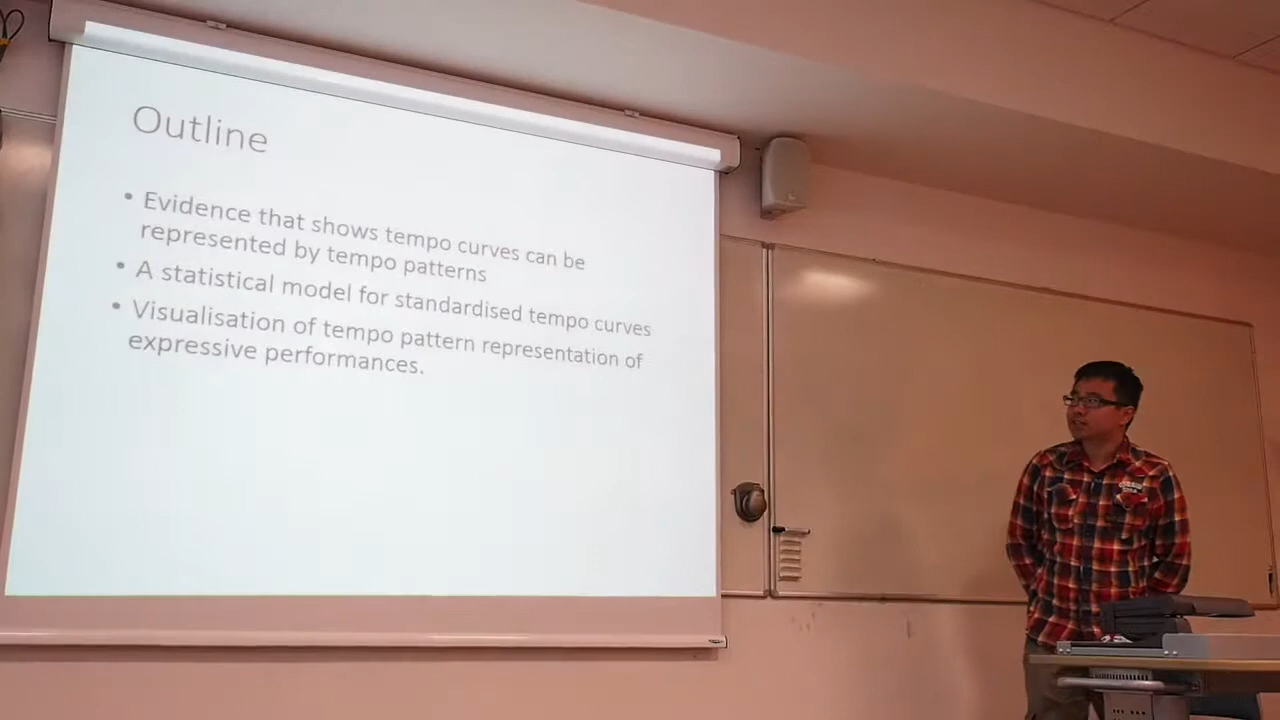 Outline
• Evidence that shows tempo curves can be
represented by tempo patterns
• A statistical model for standardised tempo curves
• Visualisation of tempo pattern representation of
expressive performances.